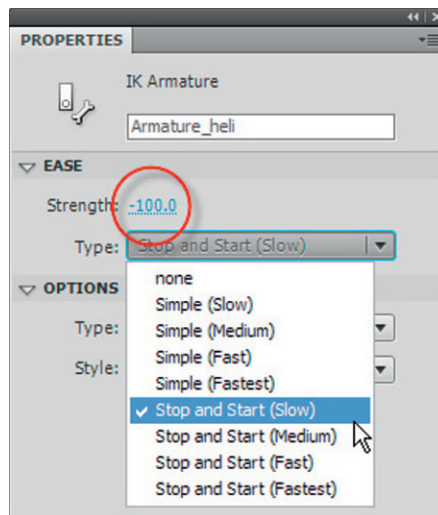 PROPERTIES
IK Armature
Armature_heli
EASE
Strength: -100.0
Type: Stop and Start (Slow)
none
Simple (Slow)
Simple (Medium)
Simple (Fast)
Simple (Fastest)
Stop and Start (Slow)
Stop and Start (Medium)
Stop and Start (Fast)
Stop and Start (Fastest)
OPTIONS
Type:
Style: